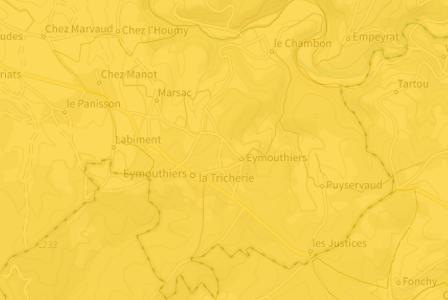 Chez Marvaud
Chez l'Houmy
udes
Empeyrat
le Chambon
riats
Chez Manot
Tartou
Marsac
le Panisson
Labiment
Eymouthiers
Eymouthiers
la Tricherie
Puyservaud
233
les Justices
Fonchy